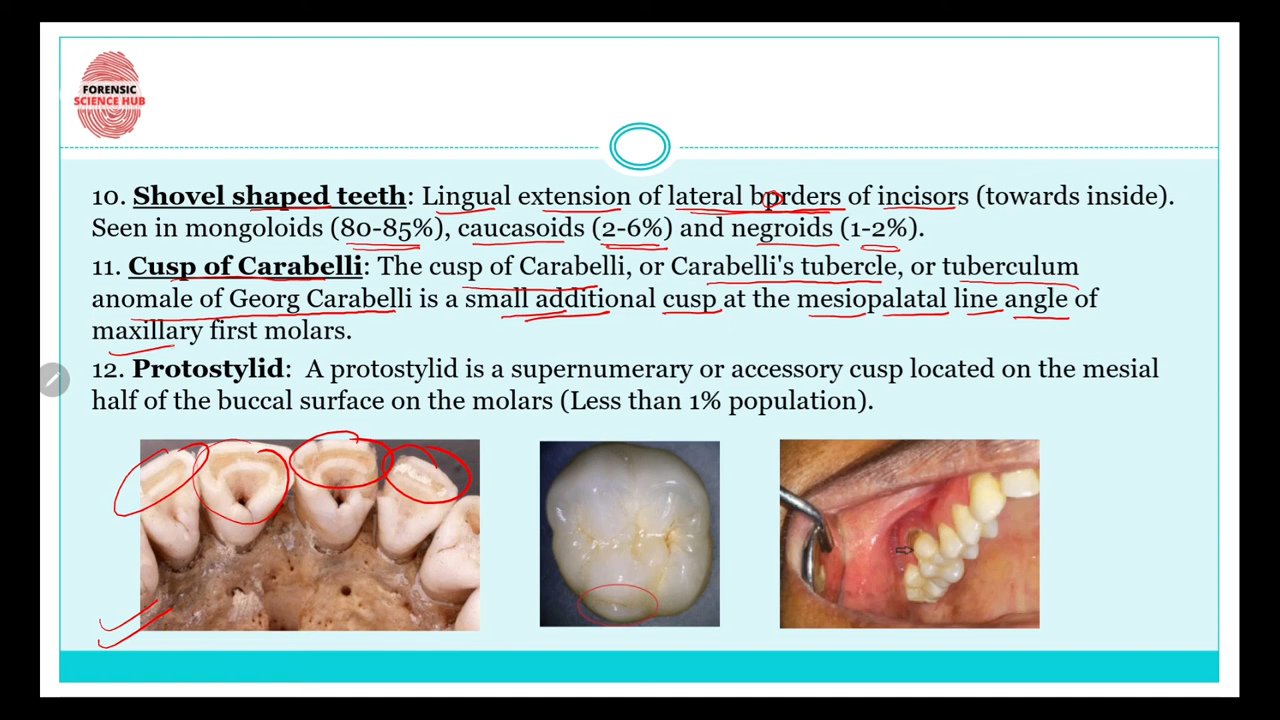 FORENSIC
SCIENCE HUB
10. Shovel shaped teeth: Lingual extension of lateral borders of incisors (towards inside).
Seen in mongoloids (80-85%), caucasoids (2-6%) and negroids (1-2%).
11. Cusp of Carabelli: The cusp of Carabelli, or Carabelli's tubercle, or tuberculum
anomale of Georg Carabelli is a small additional cusp at the mesiopalatal line angle of
maxillary first molars.
12. Protostylid: A protostylid is a supernumerary or accessory cusp located on the mesial
half of the buccal surface on the molars (Less than 1% population).